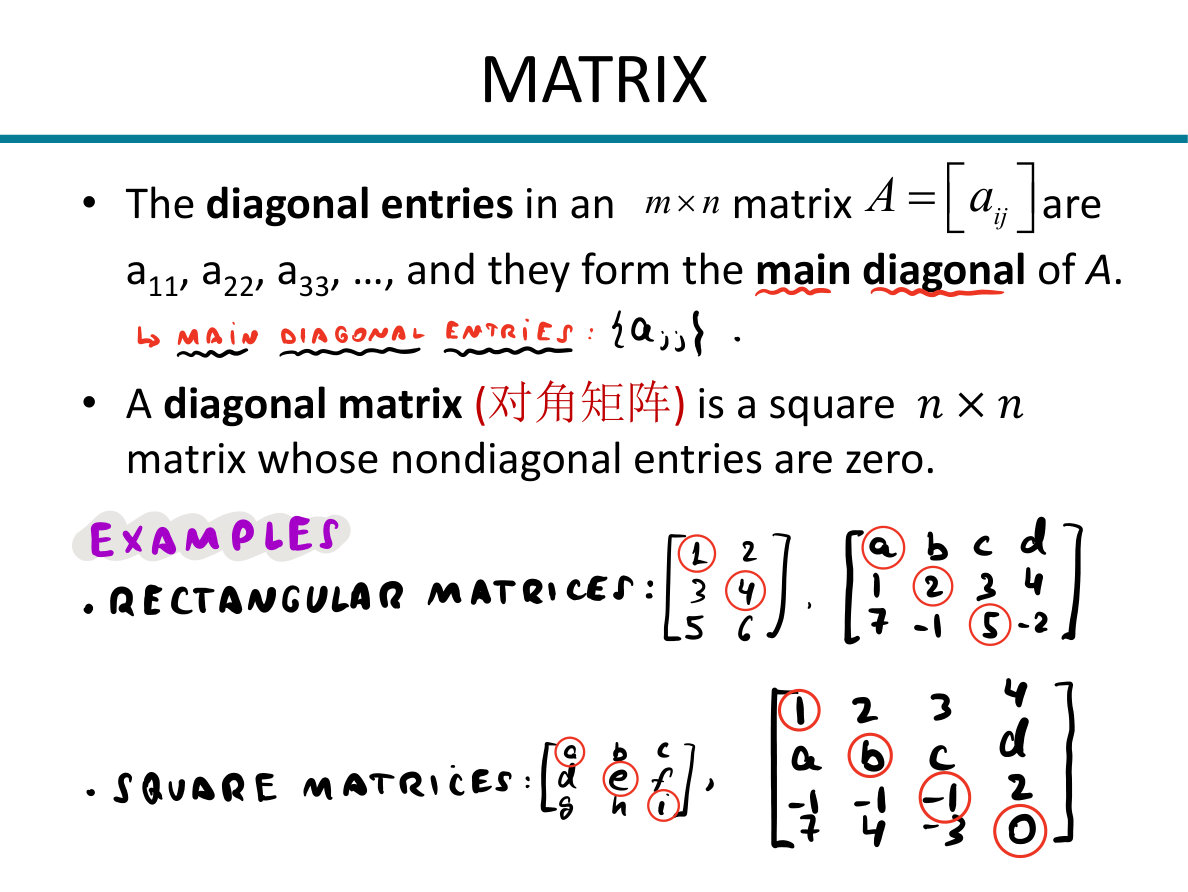 MATRIX
• The diagonal entries in an m × n matrix A = [a_ij] are
a11, a22, a33, …, and they form the main diagonal of A.
↳ MAIN DIAGONAL ENTRIES: {a_jj} .
• A diagonal matrix (对角矩阵) is a square n × n
matrix whose nondiagonal entries are zero.
EXAMPLES
. RECTANGULAR MATRICES: [1 2
3 4
5 6] , [a b c d
1 2 3 4
7 -1 5 -2]
. SQUARE MATRICES: [a b c
d e f
g h i] , [1 2 3 4
a b c d
-1 -1 -1 2
7 4 -3 0]